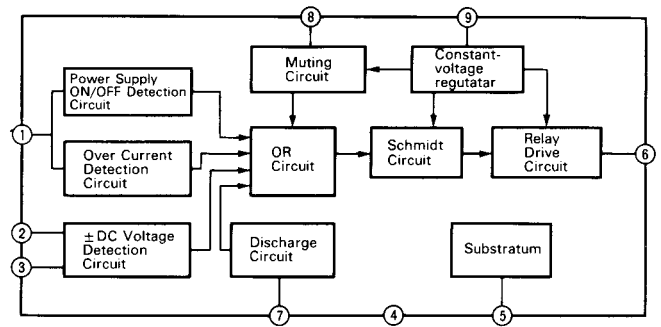 8
9
Muting
Circuit
Constant-
voltage
regutatar
Power Supply
ON/OFF Detection
Circuit
1
Over Current
Detection
Circuit
OR
Circuit
Schmidt
Circuit
Relay
Drive
Circuit
6
2
3
±DC Voltage
Detection
Circuit
Discharge
Circuit
Substratum
7
4
5